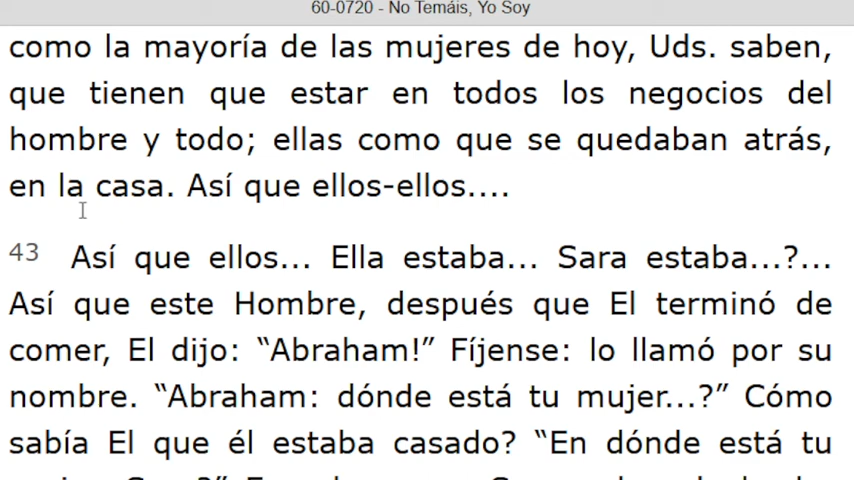 60-0720 - No Temáis, Yo Soy
como la mayoría de las mujeres de hoy, Uds. saben,
que tienen que estar en todos los negocios del
hombre y todo; ellas como que se quedaban atrás,
en la casa. Así que ellos-ellos....
43 Así que ellos... Ella estaba... Sara estaba...?...
Así que este Hombre, después que El terminó de
comer, El dijo: “Abraham!” Fíjense: lo llamó por su
nombre. “Abraham: dónde está tu mujer...?” Cómo
sabía El que él estaba casado? “En dónde está tu